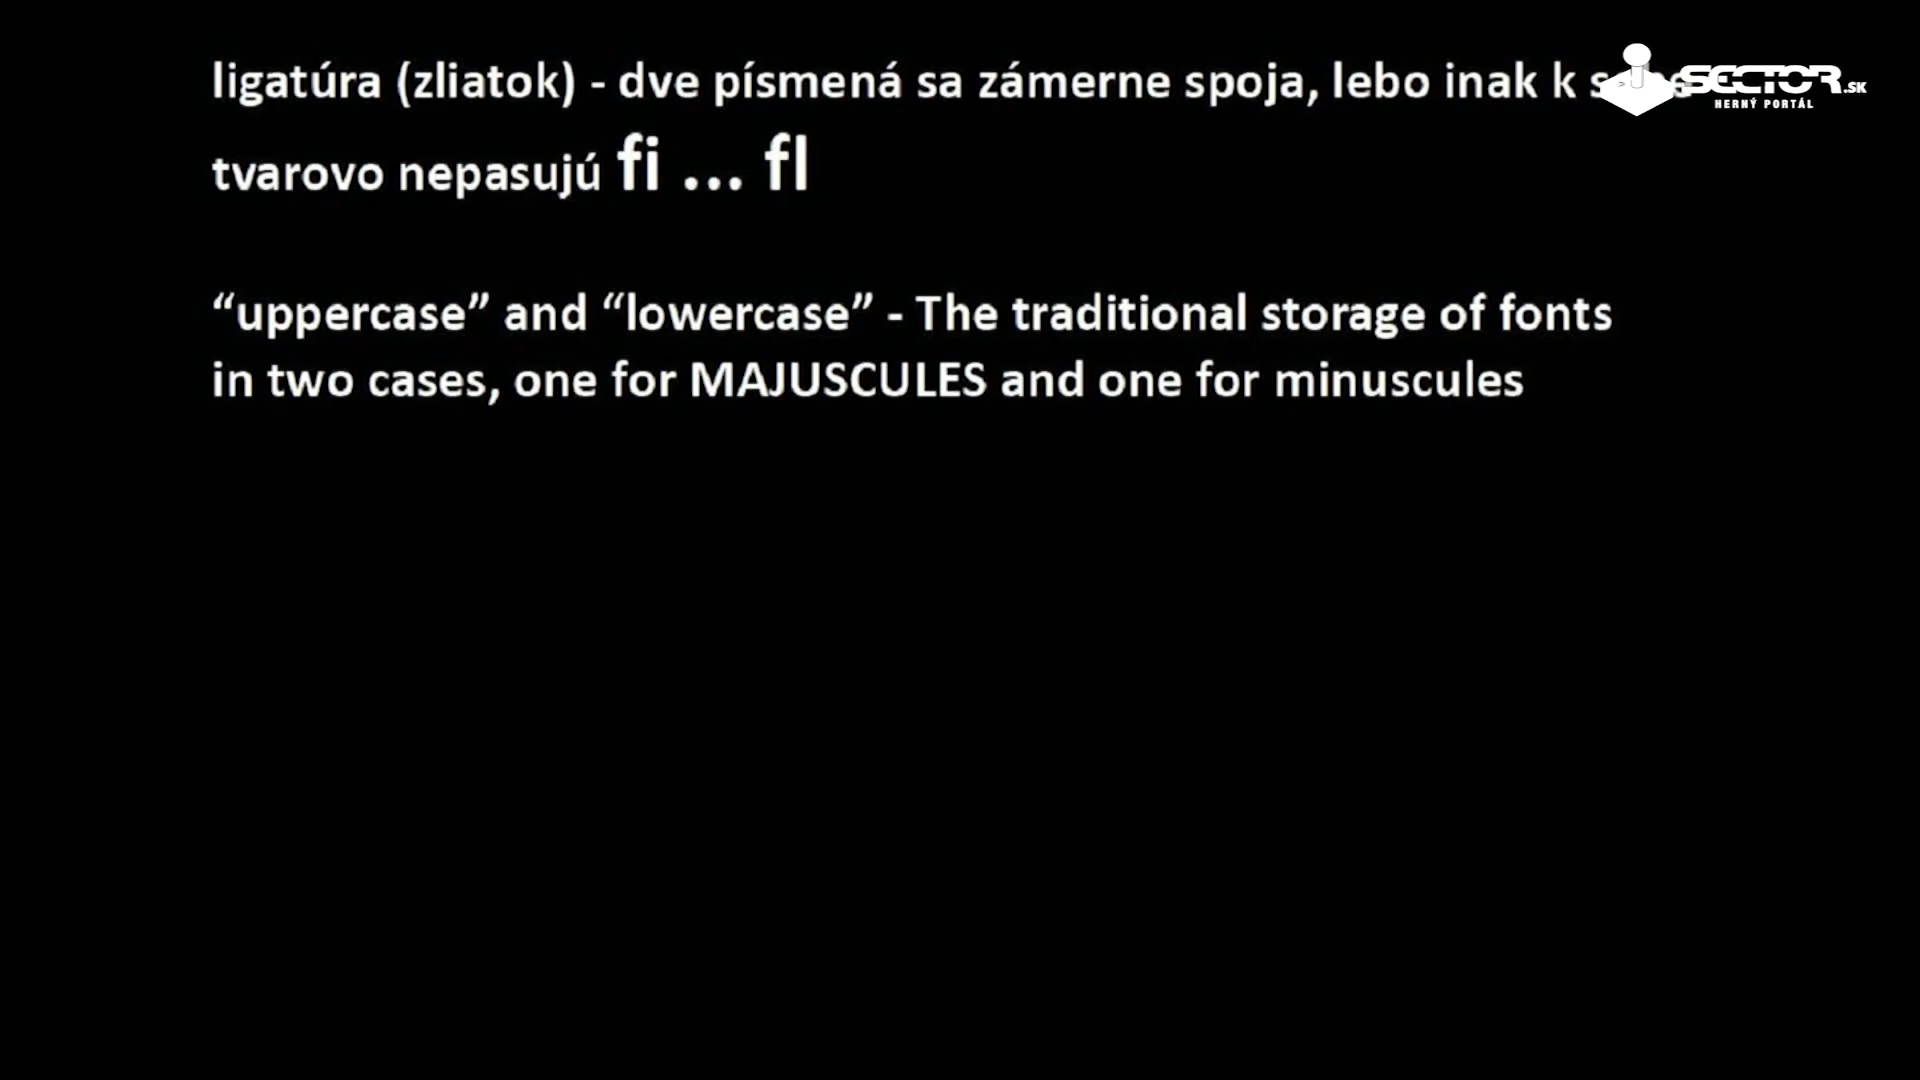 ligatúra (zliatok) - dve písmená sa zámerne spoja, lebo inak k
SECTOR.SK
HERNÝ PORTÁL
tvarovo nepasujú fi ... fl
“uppercase” and “lowercase” - The traditional storage of fonts
in two cases, one for MAJUSCULES and one for minuscules